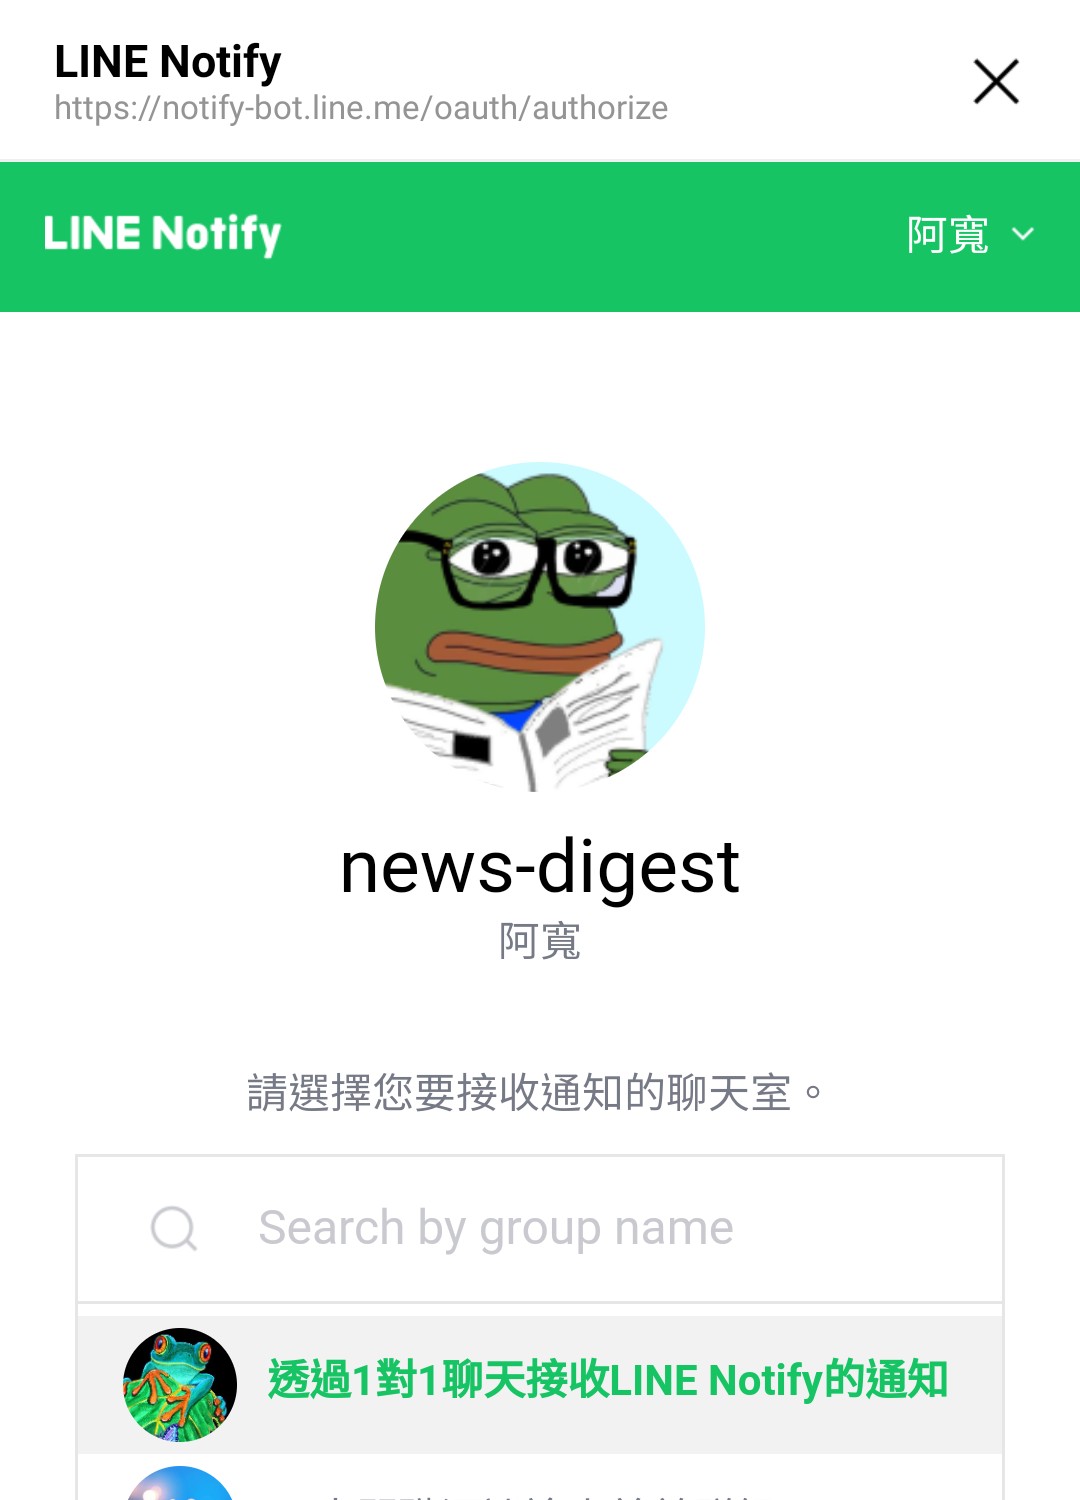 LINE Notify
https://notify-bot.line.me/oauth/authorize
LINE Notify
阿寬
news-digest
阿寬
請選擇您要接收通知的聊天室。
Search by group name
透過1對1聊天接收LINE Notify的通知